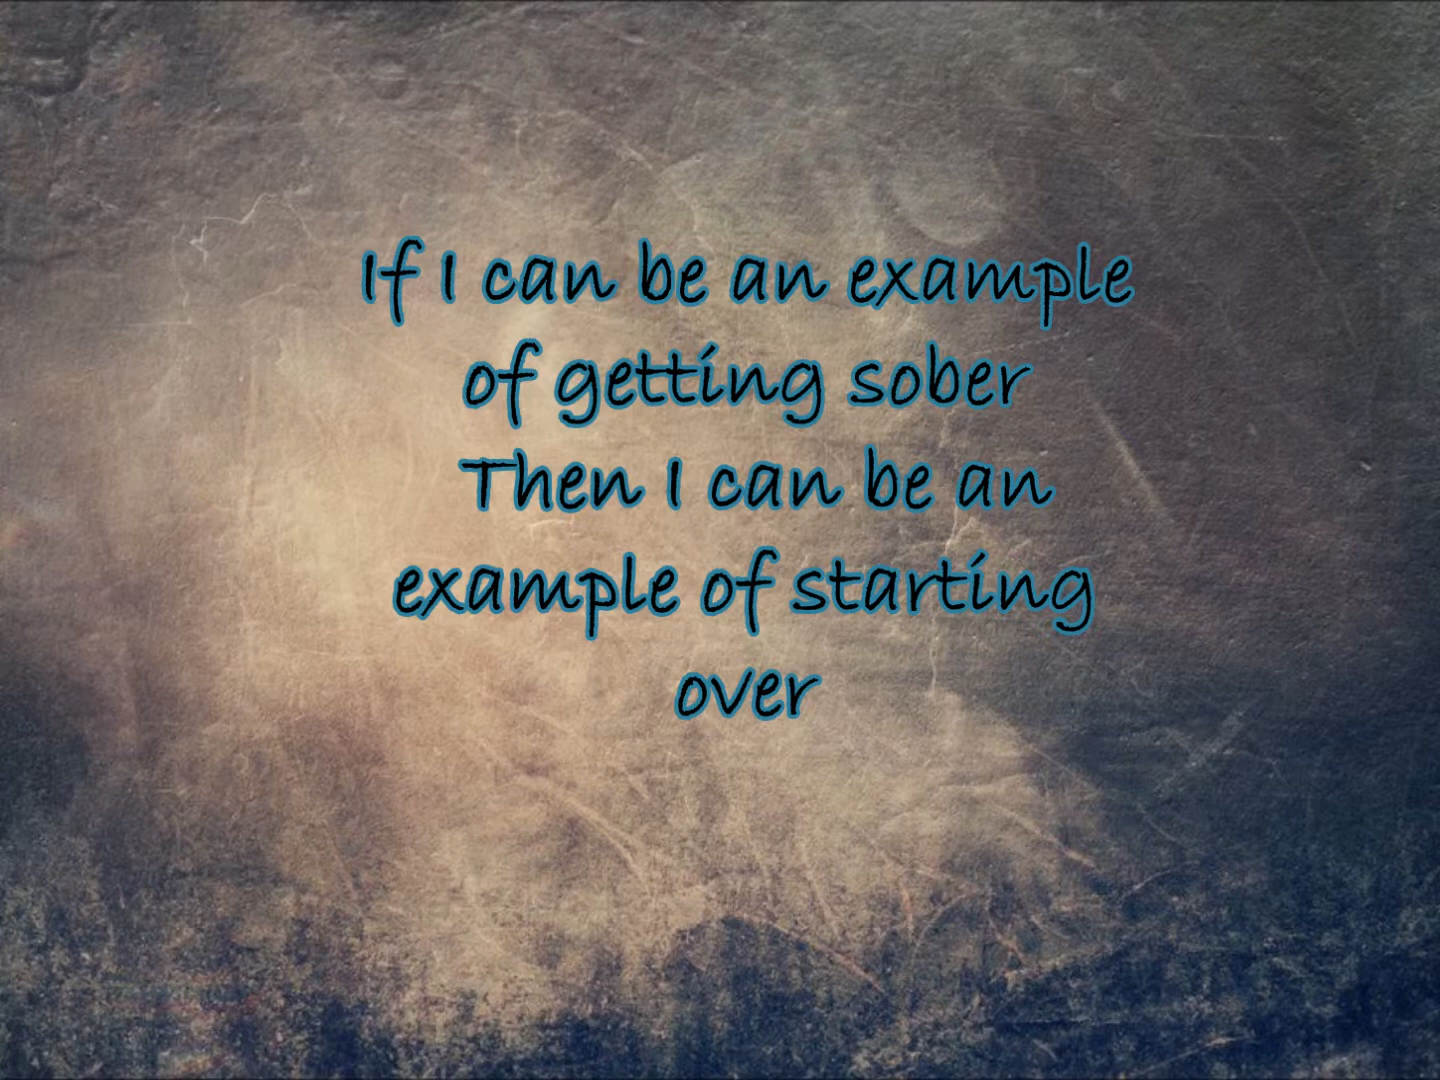 If I can be an example
of getting sober
Then I can be an
example of starting
over